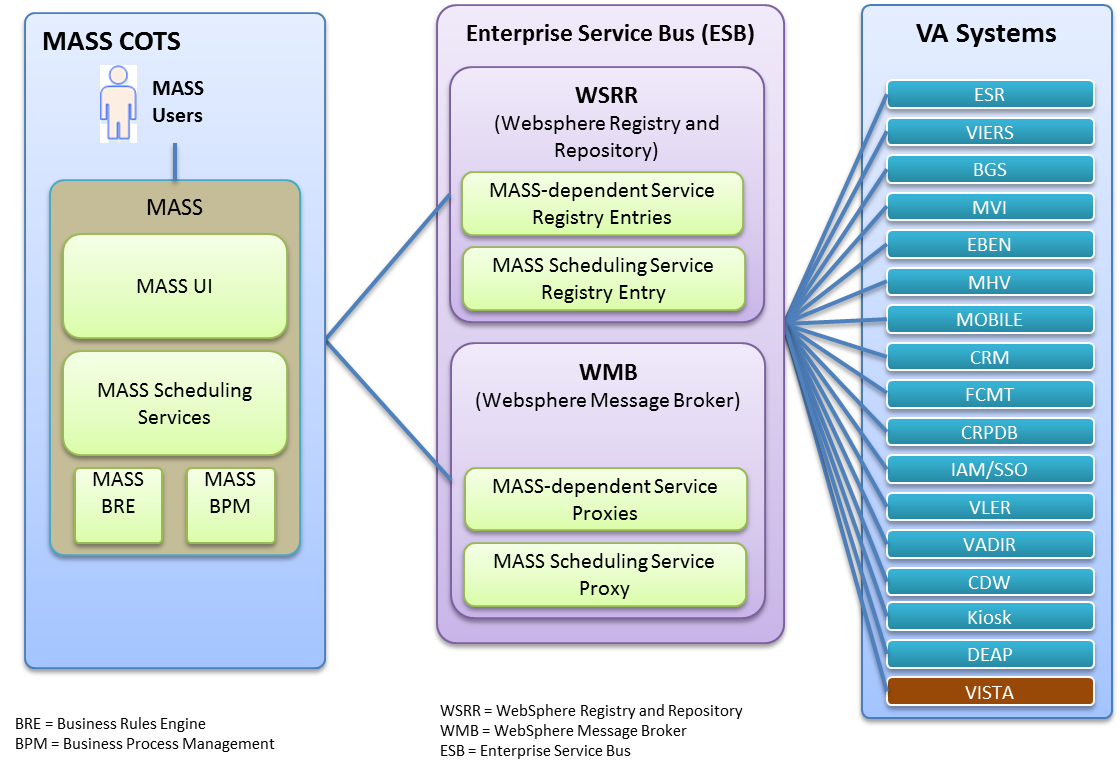 MASS COTS
MASS
Users
MASS
MASS UI
MASS Scheduling
Services
MASS
BRE
MASS
BPM
BRE = Business Rules Engine
BPM = Business Process Management
Enterprise Service Bus (ESB)
WSRR
(Websphere Registry and
Repository)
MASS-dependent Service
Registry Entries
MASS Scheduling Service
Registry Entry
WMB
(Websphere Message Broker)
MASS-dependent Service
Proxies
MASS Scheduling Service
Proxy
WSRR = WebSphere Registry and Repository
WMB = WebSphere Message Broker
ESB = Enterprise Service Bus
VA Systems
ESR
VIERS
BGS
MVI
EBEN
MHV
MOBILE
CRM
FCMT
CRPDB
IAM/SSO
VLER
VADIR
CDW
Kiosk
DEAP
VISTA